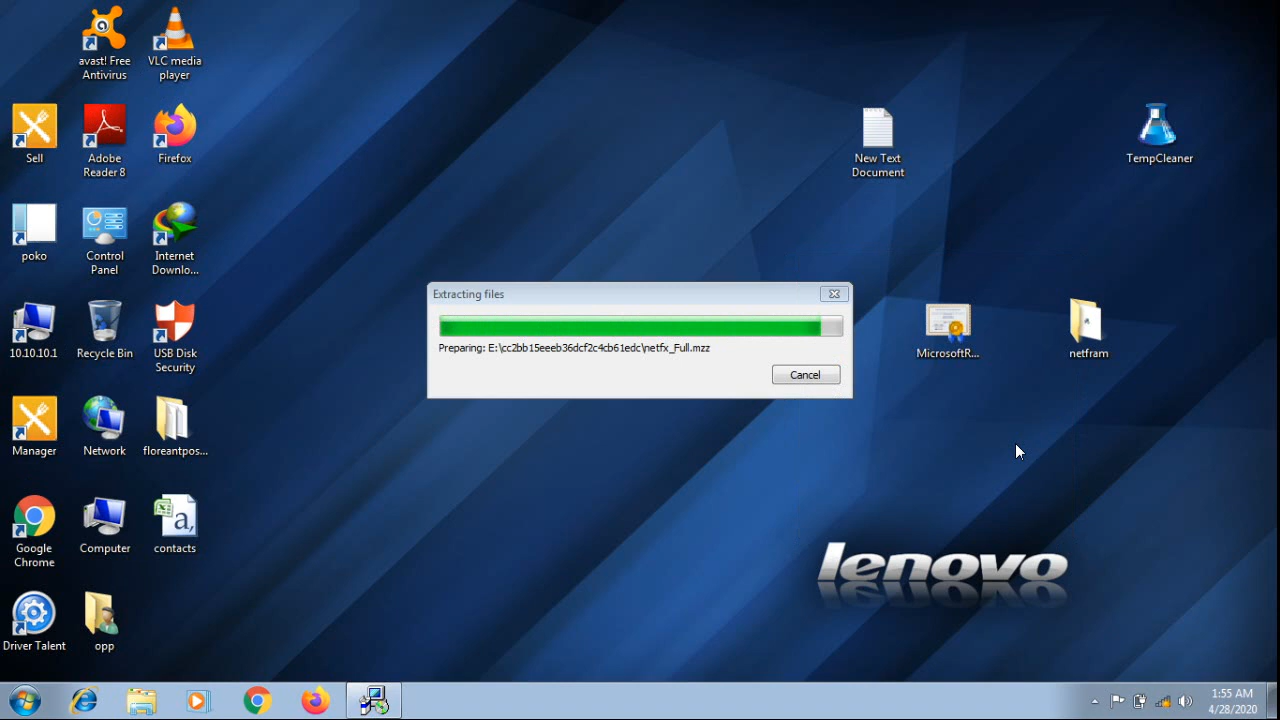 avast! Free
Antivirus
VLC media
player
Sell
Adobe
Reader 8
Firefox
New Text
Document
TempCleaner
poko
Control
Panel
Internet
Downlo...
Extracting files
Preparing: E:\cc2bb15eeeb36dcf2c4cb61edc\netfx_Full.mzz
Cancel
10.10.10.1
Recycle Bin
USB Disk
Security
MicrosoftR...
netfram
Manager
Network
floreantpos...
Google
Chrome
Computer
a,
contacts
lenovo
Driver Talent
opp
1:55 AM
4/28/2020